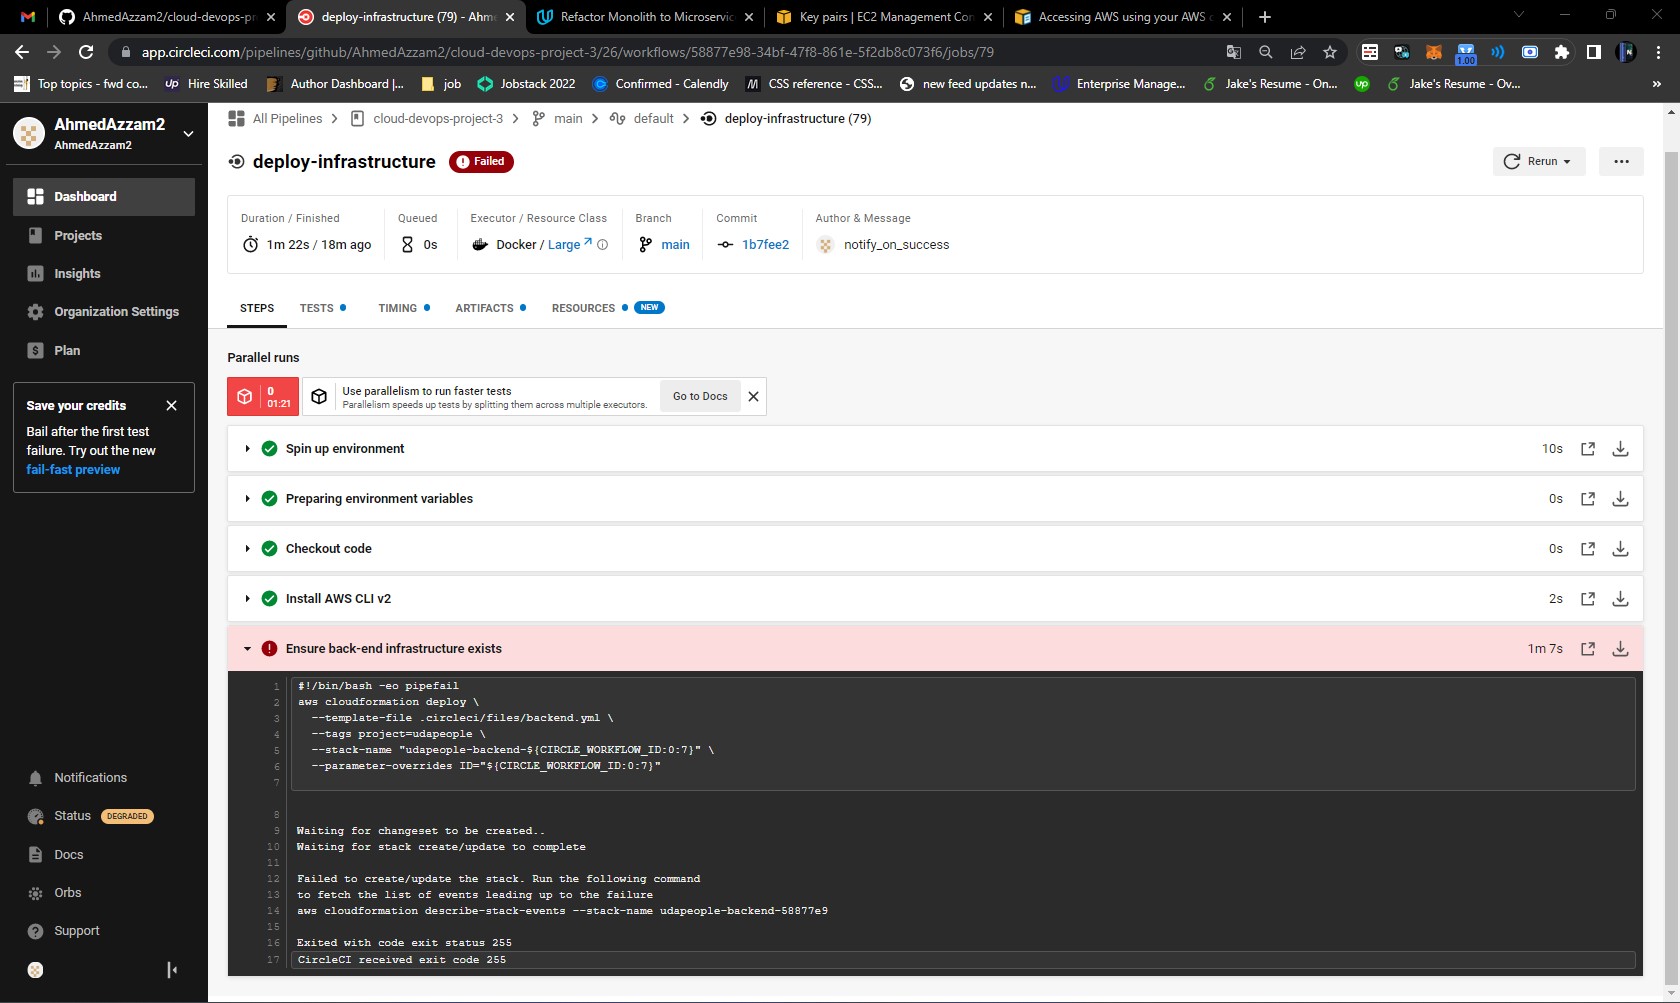 AhmedAzzam2/cloud-devops-pr
deploy-infrastructure (79) - Ahme
Refactor Monolith to Microservic
Key pairs | EC2 Management Con
Accessing AWS using your AWS c
app.circleci.com/pipelines/github/AhmedAzzam2/cloud-devops-project-3/26/workflows/58877e98-34bf-47f8-861e-5f2db8c073f6/jobs/79
1.00
Top topics - fwd co...
Hire Skilled
Author Dashboard |...
job
Jobstack 2022
Confirmed - Calendly
CSS reference - CSS...
new feed updates n...
Enterprise Manage...
Jake's Resume - On...
up
Jake's Resume - Ov...
»
AhmedAzzam2
AhmedAzzam2
Dashboard
Projects
Insights
Organization Settings
Plan
Save your credits
Bail after the first test
failure. Try out the new
fail-fast preview
Notifications
Status DEGRADED
Docs
Orbs
Support
All Pipelines
cloud-devops-project-3
main
default
deploy-infrastructure (79)
deploy-infrastructure
Failed
Rerun
Duration / Finished
1m 22s / 18m ago
Queued
0s
Executor / Resource Class
Docker / Large
Branch
main
Commit
1b7fee2
Author & Message
notify_on_success
STEPS
TESTS
TIMING
ARTIFACTS
RESOURCES NEW
Parallel runs
0
01:21
Use parallelism to run faster tests
Parallelism speeds up tests by splitting them across multiple executors.
Go to Docs
Spin up environment 10s
Preparing environment variables 0s
Checkout code 0s
Install AWS CLI v2 2s
Ensure back-end infrastructure exists 1m 7s
1 #!/bin/bash -eo pipefail
2 aws cloudformation deploy \
3 --template-file .circleci/files/backend.yml \
4 --tags project=udapeople \
5 --stack-name "udapeople-backend-${CIRCLE_WORKFLOW_ID:0:7}" \
6 --parameter-overrides ID="${CIRCLE_WORKFLOW_ID:0:7}"
7
8
9 Waiting for changeset to be created..
10 Waiting for stack create/update to complete
11
12 Failed to create/update the stack. Run the following command
13 to fetch the list of events leading up to the failure
14 aws cloudformation describe-stack-events --stack-name udapeople-backend-58877e9
15
16 Exited with code exit status 255
17 CircleCI received exit code 255